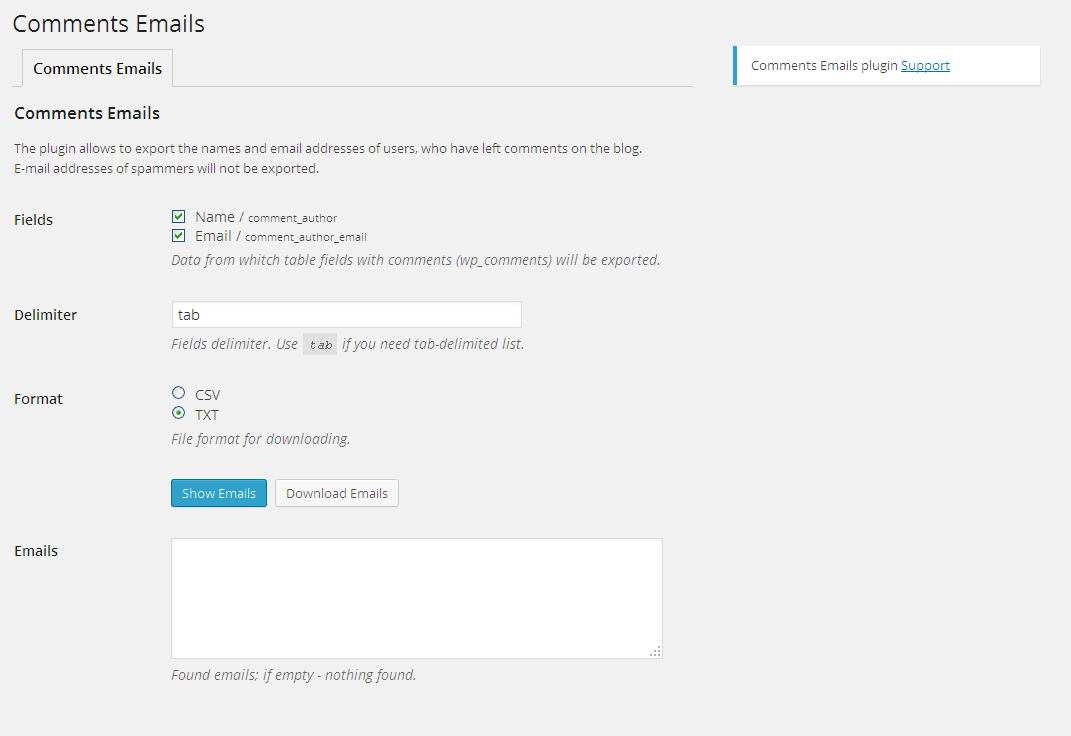 Comments Emails
Comments Emails
Comments Emails plugin Support
Comments Emails
The plugin allows to export the names and email addresses of users, who have left comments on the blog.
E-mail addresses of spammers will not be exported.
Fields
Name / comment_author
Email / comment_author_email
Data from whitch table fields with comments (wp_comments) will be exported.
Delimiter
tab
Fields delimiter. Use tab if you need tab-delimited list.
Format
CSV
TXT
File format for downloading.
Show Emails Download Emails
Emails
Found emails; if empty - nothing found.